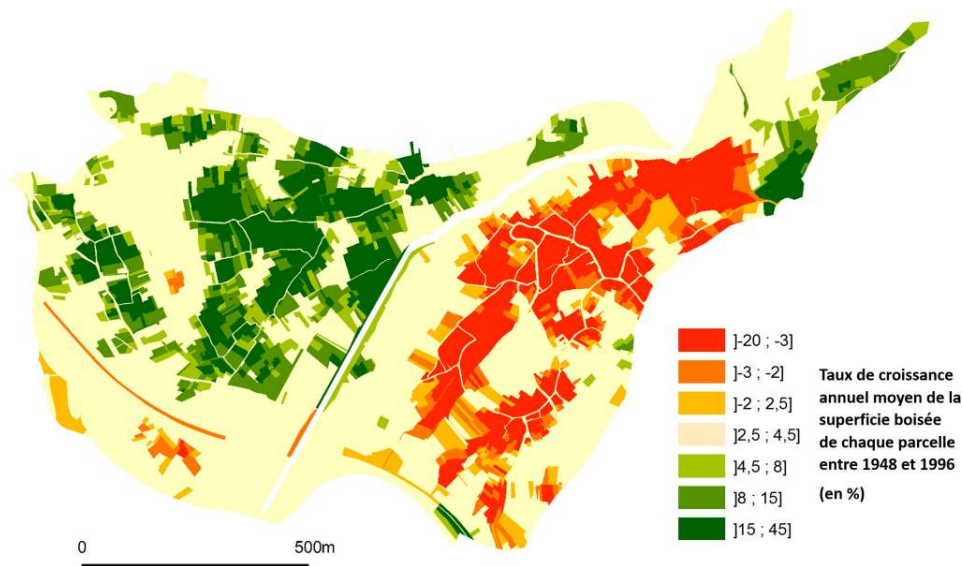 ]-20 ; -3]
]-3 ; -2]
]-2 ; 2,5]
]2,5 ; 4,5]
]4,5 ; 8]
]8 ; 15]
]15 ; 45]
Taux de croissance
annuel moyen de la
superficie boisée
de chaque parcelle
entre 1948 et 1996
(en %)
0 500m